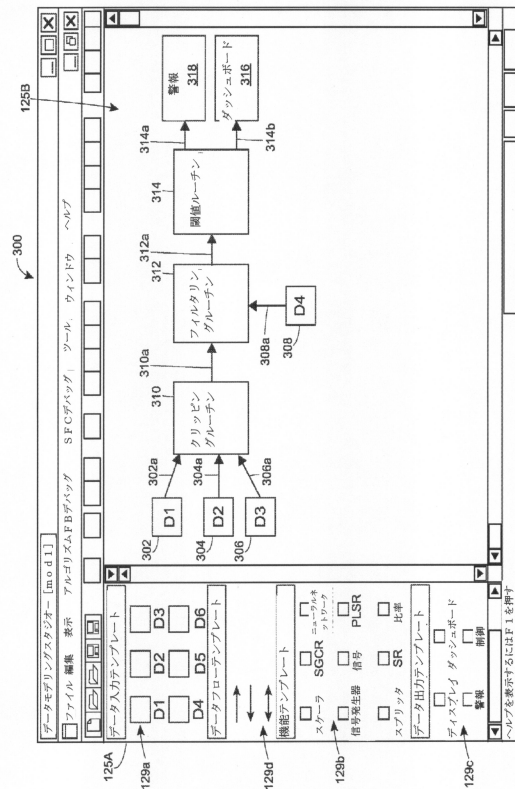 300
データモデリングスタジオー [mod1]
ファイル 編集 表示 アルゴリズムFBデバッグ SFCデバッグ ツール ウィンドウ ヘルプ
125A
125B
データ入力テンプレート
D1 D2 D3
D4 D5 D6
129a
データフローテンプレート
129d
機能テンプレート
スケーラ SGCR ニューラルネットワーク
信号発生器 信号 PLSR
スプリッタ SR 比率
129b
データ出力テンプレート
ディスプレイ ダッシュボード
警報 制御
129c
302 D1 302a
304 D2 304a
306 D3 306a
310
クリッピン
グルーチン
310a
312
フィルタリン
グルーチン
312a
308a
D4
308
314
閾値ルーチン
314a
314b
警報
318
ダッシュボード
316
ヘルプを表示するにはF1を押す